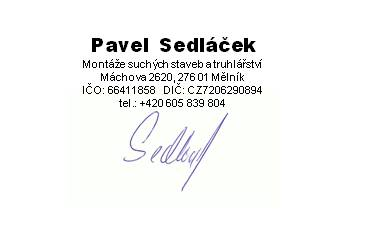 Pavel Sedláček
Montáže suchých staveb a truhlářství
Máchova 2620, 276 01 Mělník
IČO: 66411858 DIČ: CZ7206290894
tel.: +420 605 839 804